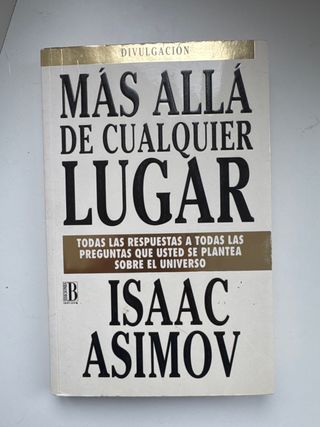 DIVULGACIÓN
MÁS ALLÁ
DE CUALQUIER
LUGAR
TODAS LAS RESPUESTAS A TODAS LAS
PREGUNTAS QUE USTED SE PLANTEA
SOBRE EL UNIVERSO
B
ISAAC
ASIMOV